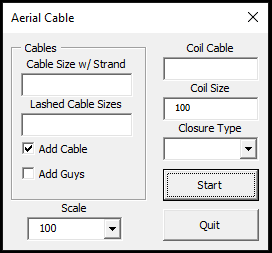 Aerial Cable
Cables
Cable Size w/ Strand
Lashed Cable Sizes
Add Cable
Add Guys
Scale
100
Coil Cable
Coil Size
100
Closure Type
Start
Quit